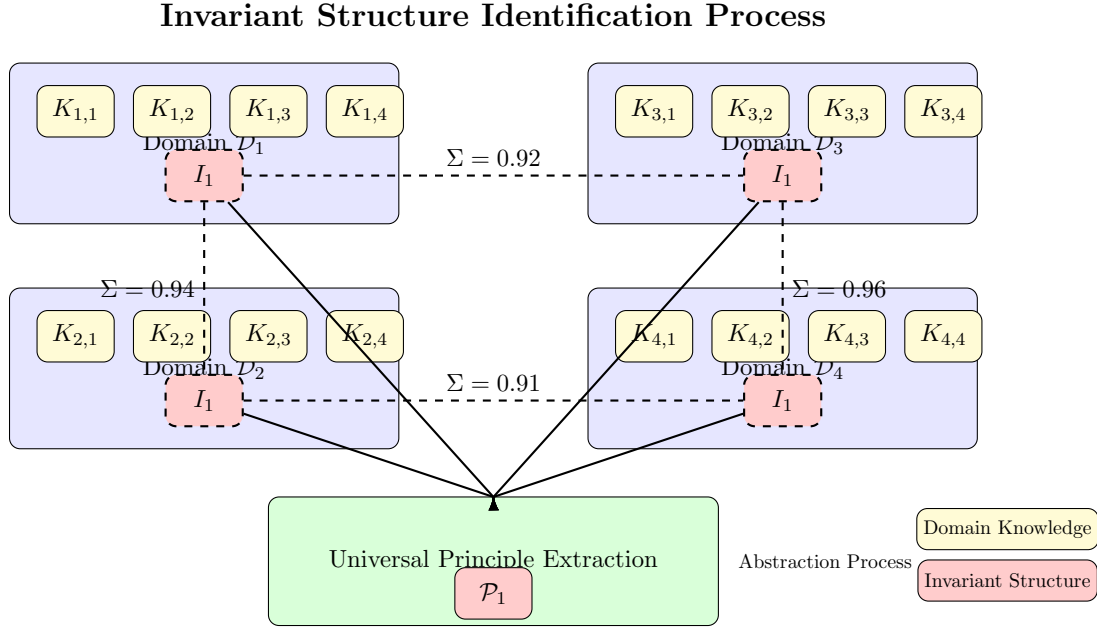 Invariant Structure Identification Process
K₁,₁ K₁,₂ K₁,₃ K₁,₄
Domain 𝒟₁
I₁
K₃,₁ K₃,₂ K₃,₃ K₃,₄
Domain 𝒟₃
I₁
Σ = 0.92
Σ = 0.94
Σ = 0.96
K₂,₁ K₂,₂ K₂,₃ K₂,₄
Domain 𝒟₂
I₁
K₄,₁ K₄,₂ K₄,₃ K₄,₄
Domain 𝒟₄
I₁
Σ = 0.91
Universal Principle Extraction
𝒫₁
Abstraction Process
Domain Knowledge
Invariant Structure